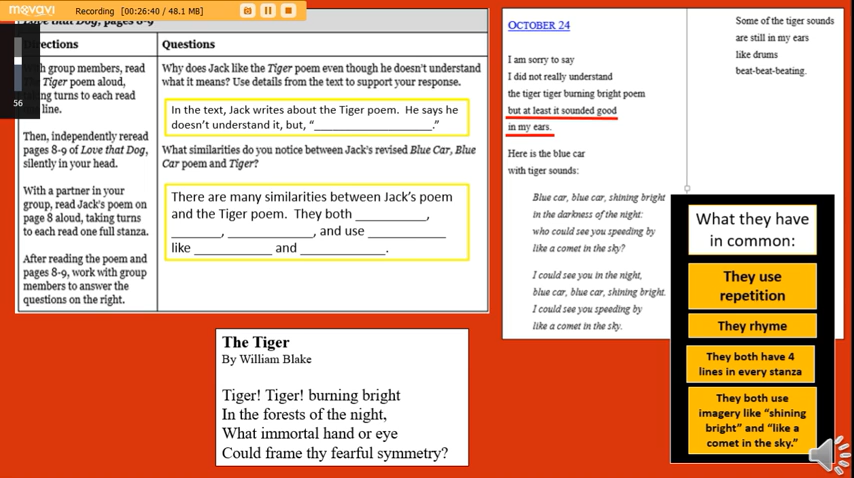 movavi
Recording [00:26:40 / 48.1 MB]
Love that Dog, pages 8-9
Directions
Questions
With group members, read
The Tiger poem aloud,
taking turns to each read
one line.
Then, independently reread
pages 8-9 of Love that Dog,
silently in your head.
With a partner in your
group, read Jack's poem on
page 8 aloud, taking turns
to each read one full stanza.
After reading the poem and
pages 8-9, work with group
members to answer the
questions on the right.
56
Why does Jack like the Tiger poem even though he doesn't understand
what it means? Use details from the text to support your response.
In the text, Jack writes about the Tiger poem. He says he
doesn't understand it, but, "____________________."
What similarities do you notice between Jack's revised Blue Car, Blue
Car poem and Tiger?
There are many similarities between Jack's poem
and the Tiger poem. They both __________,
_______, ____________, and use ___________
like ___________ and ____________.
The Tiger
By William Blake
Tiger! Tiger! burning bright
In the forests of the night,
What immortal hand or eye
Could frame thy fearful symmetry?
OCTOBER 24
I am sorry to say
I did not really understand
the tiger tiger burning bright poem
but at least it sounded good
in my ears.
Here is the blue car
with tiger sounds:
Blue car, blue car, shining bright
in the darkness of the night:
who could see you speeding by
like a comet in the sky?
I could see you in the night,
blue car, blue car, shining bright.
I could see you speeding by
like a comet in the sky.
Some of the tiger sounds
are still in my ears
like drums
beat-beat-beating.
What they have
in common:
They use
repetition
They rhyme
They both have 4
lines in every stanza
They both use
imagery like "shining
bright" and "like a
comet in the sky."